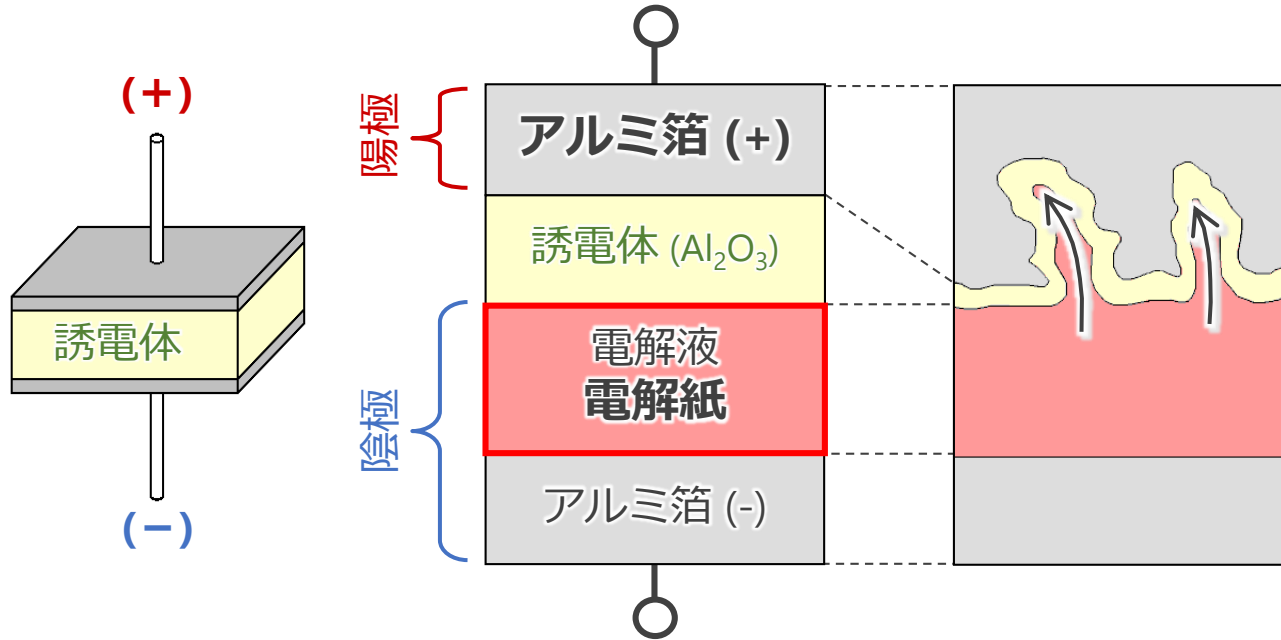 (+)
誘電体
(−)
陽極
陰極
アルミ箔 (+)
誘電体 (Al₂O₃)
電解液
電解紙
アルミ箔 (-)